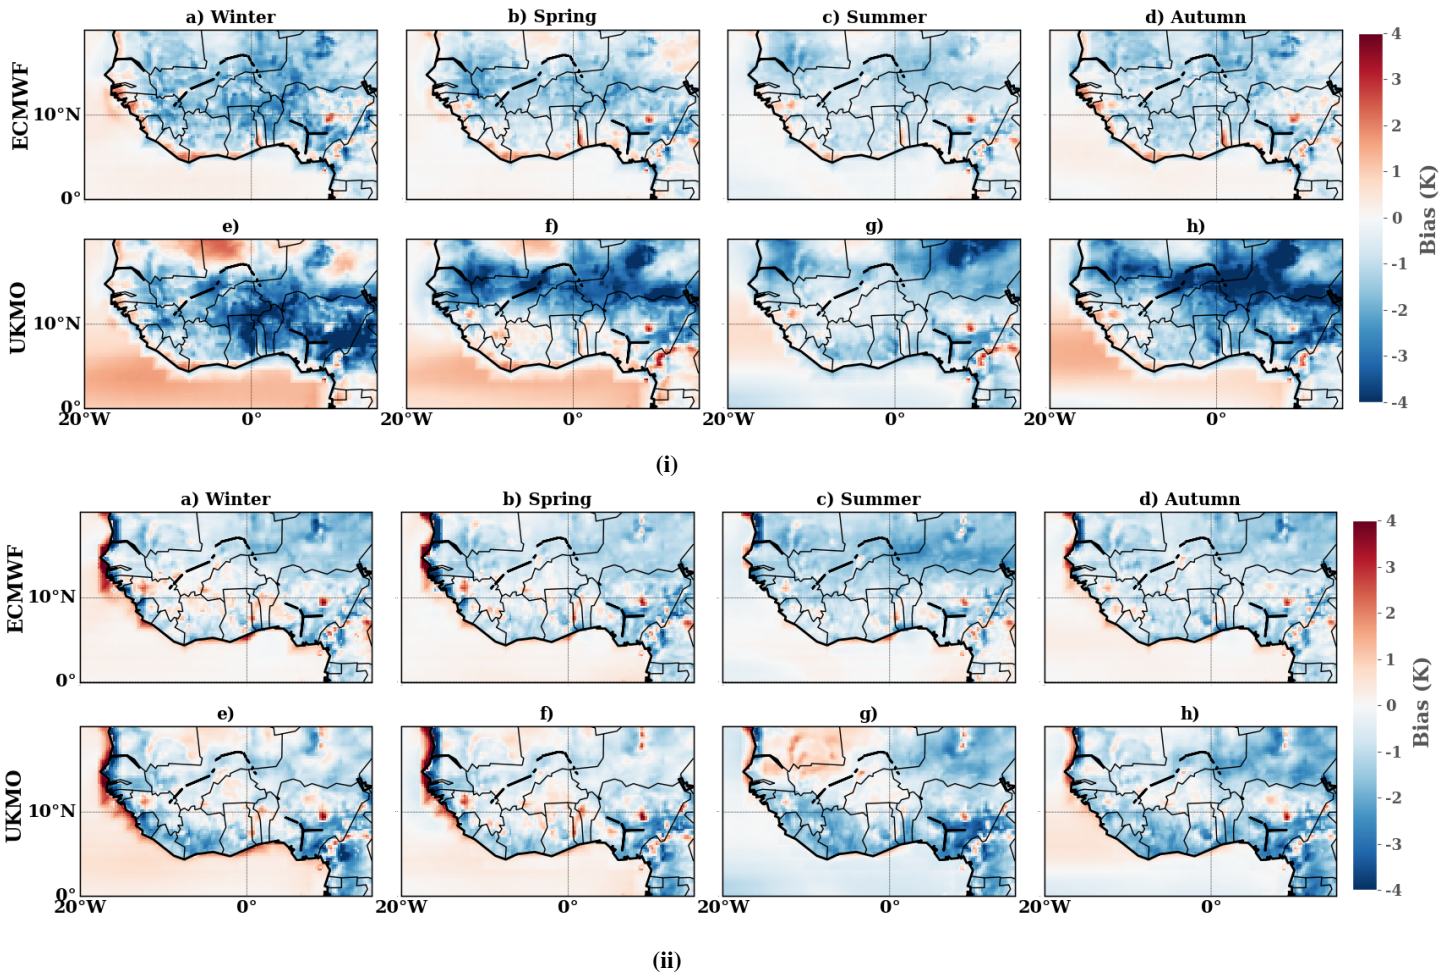 a) Winter
b) Spring
c) Summer
d) Autumn
ECMWF
10°N
0°
4
3
2
1
0
-1
-2
-3
-4
Bias (K)
e)
f)
g)
h)
UKMO
10°N
0°
20°W
0°
20°W
0°
20°W
0°
20°W
0°
(i)
a) Winter
b) Spring
c) Summer
d) Autumn
ECMWF
10°N
0°
4
3
2
1
0
-1
-2
-3
-4
Bias (K)
e)
f)
g)
h)
UKMO
10°N
0°
20°W
0°
20°W
0°
20°W
0°
20°W
0°
(ii)